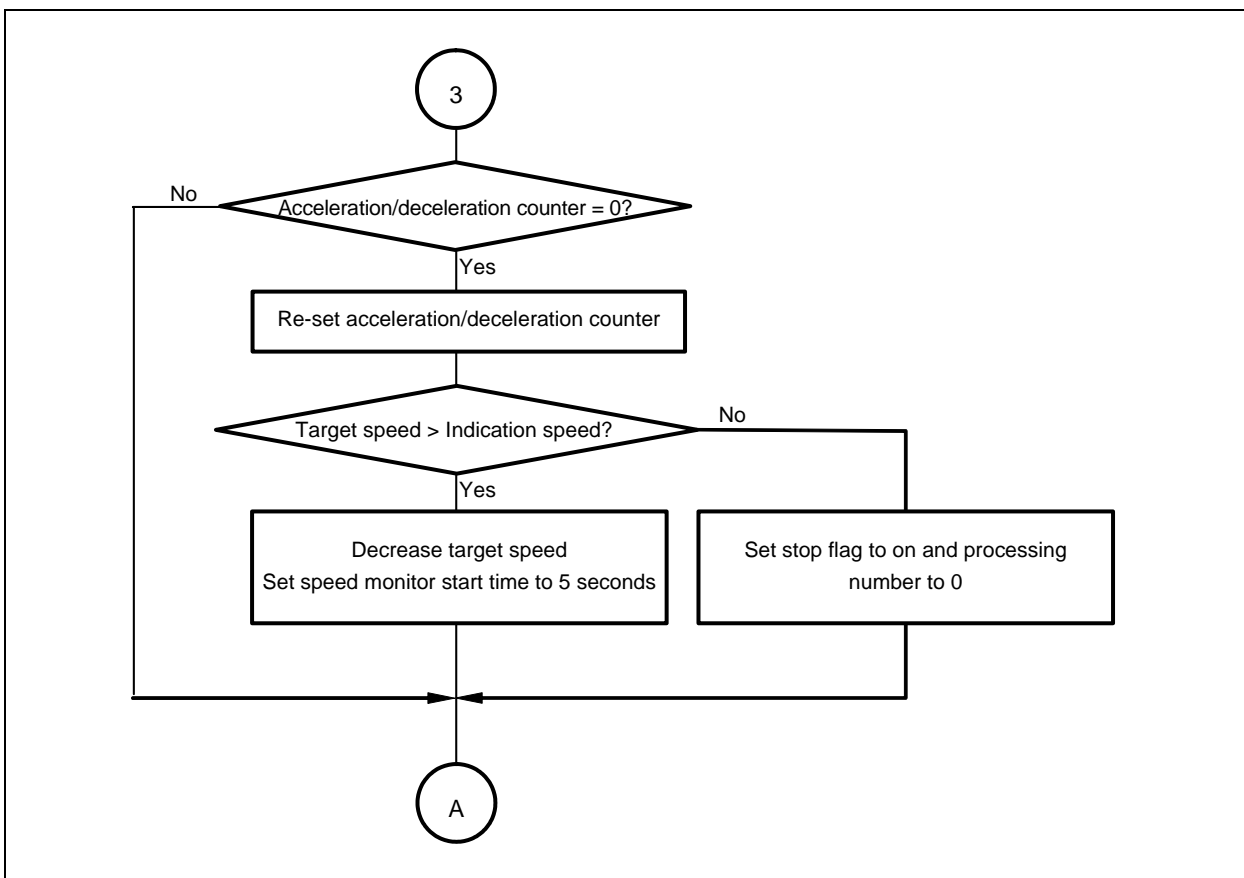 3
No
Acceleration/deceleration counter = 0?
Yes
Re-set acceleration/deceleration counter
No
Target speed > Indication speed?
Yes
Decrease target speed
Set speed monitor start time to 5 seconds
Set stop flag to on and processing
number to 0
A